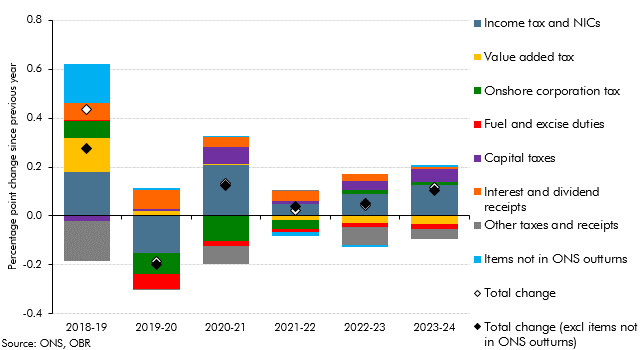 Percentage point change since previous year
0.8
0.6
0.4
0.2
0.0
-0.2
-0.4
2018-19
2019-20
2020-21
2021-22
2022-23
2023-24
Income tax and NICs
Value added tax
Onshore corporation tax
Fuel and excise duties
Capital taxes
Interest and dividend
receipts
Other taxes and receipts
Items not in ONS outturns
Total change
Total change (excl items not
in ONS outturns)
Source: ONS, OBR